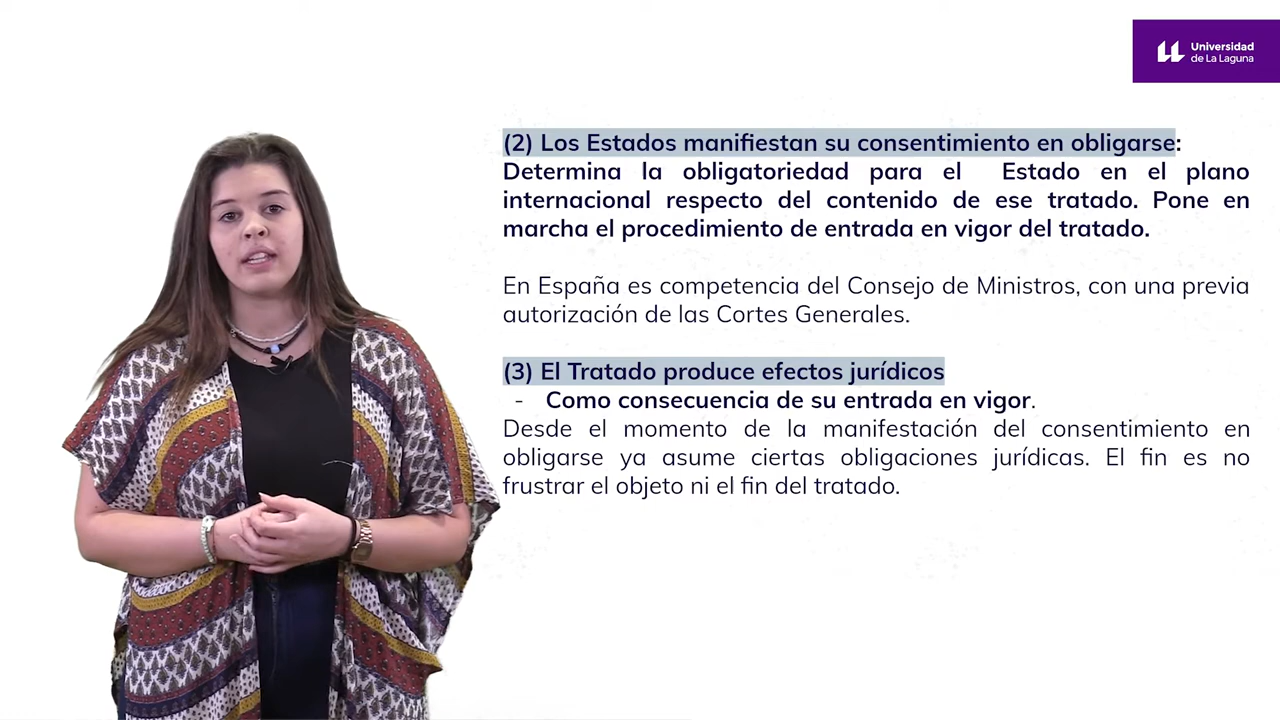 Universidad
de La Laguna
(2) Los Estados manifiestan su consentimiento en obligarse:
Determina la obligatoriedad para el Estado en el plano
internacional respecto del contenido de ese tratado. Pone en
marcha el procedimiento de entrada en vigor del tratado.
En España es competencia del Consejo de Ministros, con una previa
autorización de las Cortes Generales.
(3) El Tratado produce efectos jurídicos
- Como consecuencia de su entrada en vigor.
Desde el momento de la manifestación del consentimiento en
obligarse ya asume ciertas obligaciones jurídicas. El fin es no
frustrar el objeto ni el fin del tratado.